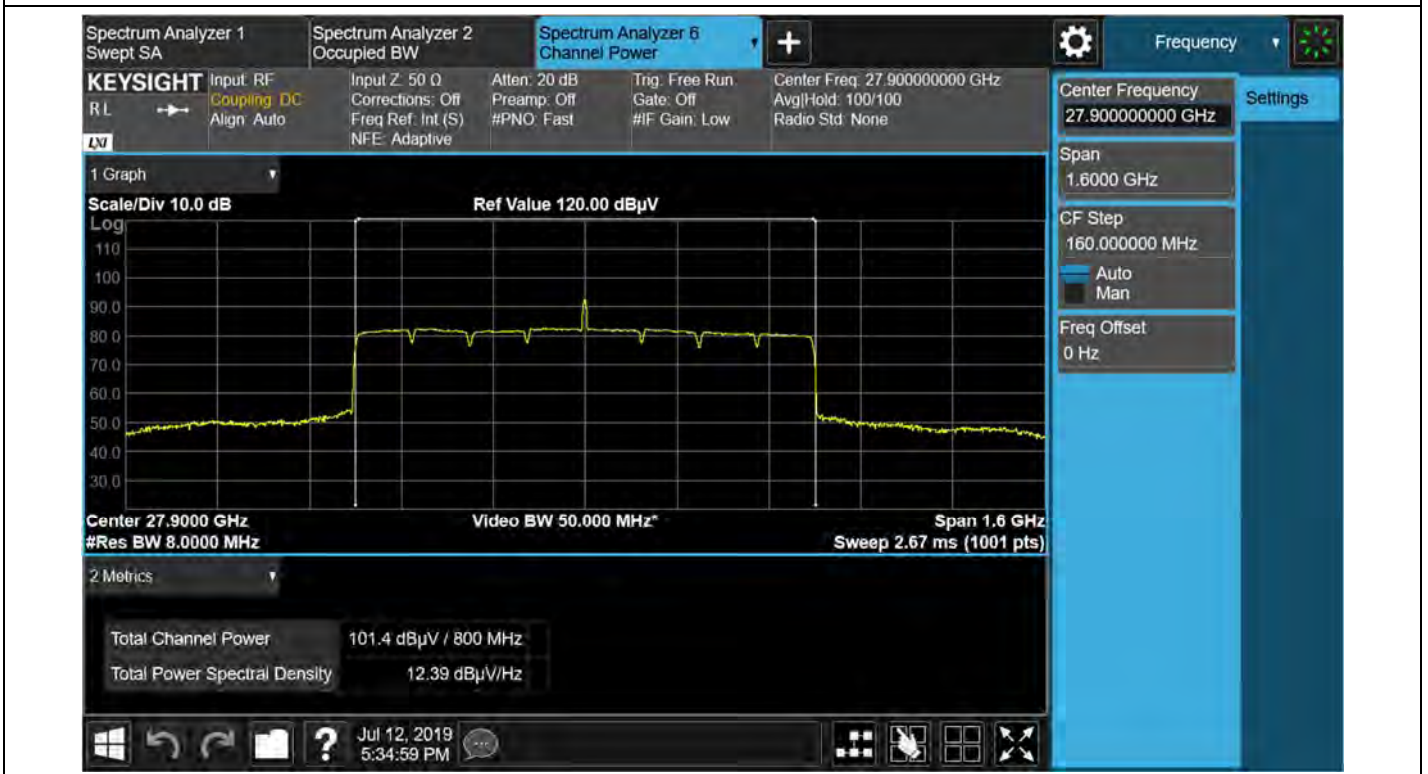 Spectrum Analyzer 1
Swept SA
Spectrum Analyzer 2
Occupied BW
Spectrum Analyzer 6
Channel Power
+
Frequency
KEYSIGHT
RL
LXI
Input: RF
Coupling: DC
Align: Auto
Input Z: 50 Ω
Corrections: Off
Freq Ref: Int (S)
NFE: Adaptive
Atten: 20 dB
Preamp: Off
#PNO: Fast
Trig: Free Run
Gate: Off
#IF Gain: Low
Center Freq: 27.900000000 GHz
Avg|Hold: 100/100
Radio Std: None
Center Frequency
27.900000000 GHz
Settings
Span
1.6000 GHz
CF Step
160.000000 MHz
Auto
Man
Freq Offset
0 Hz
1 Graph
Scale/Div 10.0 dB
Ref Value 120.00 dBµV
Log
110
100
90.0
80.0
70.0
60.0
50.0
40.0
30.0
Center 27.9000 GHz
Video BW 50.000 MHz*
Span 1.6 GHz
#Res BW 8.0000 MHz
Sweep 2.67 ms (1001 pts)
2 Metrics
Total Channel Power 101.4 dBµV / 800 MHz
Total Power Spectral Density 12.39 dBµV/Hz
?
Jul 12, 2019
5:34:59 PM